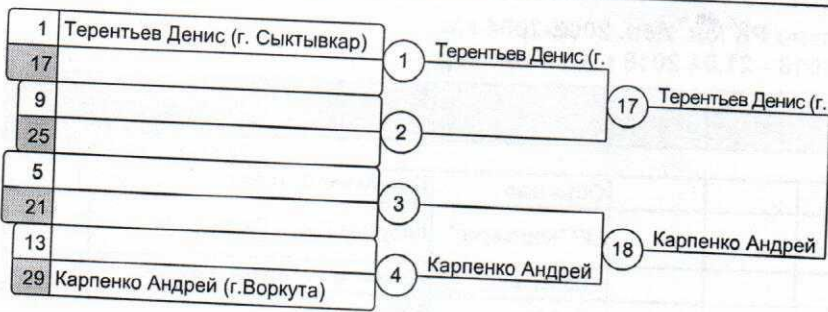 1 Терентьев Денис (г. Сыктывкар)
17
1 Терентьев Денис (г.
9
25
2
17 Терентьев Денис (г.
5
21
3
13
29 Карпенко Андрей (г.Воркута)
4 Карпенко Андрей
18 Карпенко Андрей